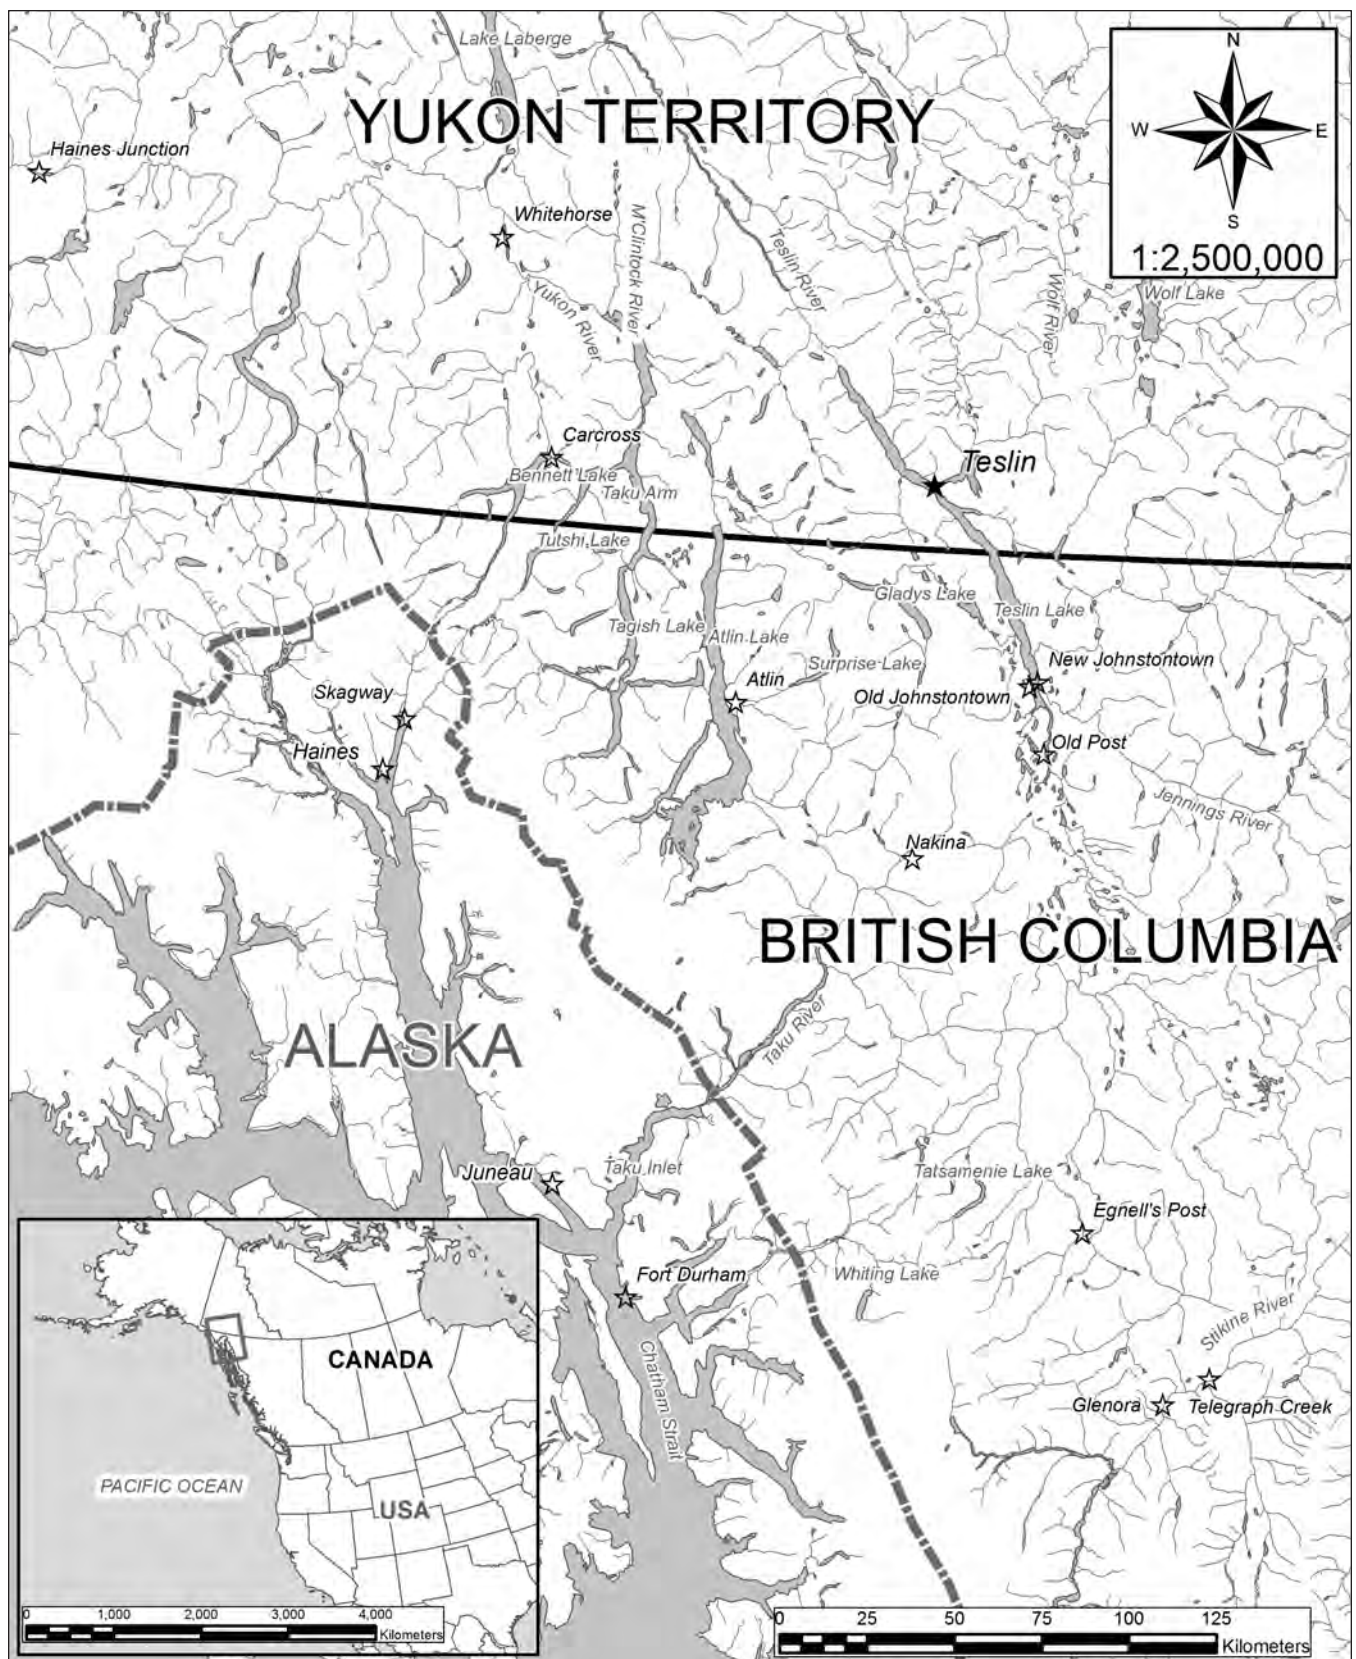 Lake Laberge
N
YUKON TERRITORY
W
E
Haines Junction
S
Whitehorse
M'Clintock River
Teslin River
1:2,500,000
Yukon River
Wolf River
Wolf Lake
Carcross
Teslin
Bennett Lake
Taku Arm
Tutshi Lake
Gladys Lake
Teslin Lake
Tagish Lake
Atlin Lake
Surprise Lake
New Johnstontown
Atlin
Old Johnstontown
Skagway
Haines
Old Post
Jennings River
Nakina
BRITISH COLUMBIA
ALASKA
Taku River
Juneau
Taku Inlet
Tatsamenie Lake
Egnell's Post
Fort Durham
Whiting Lake
Stikine River
Chatham Strait
CANADA
Glenora
Telegraph Creek
PACIFIC OCEAN
USA
0 1,000 2,000 3,000 4,000
Kilometers
0 25 50 75 100 125
Kilometers